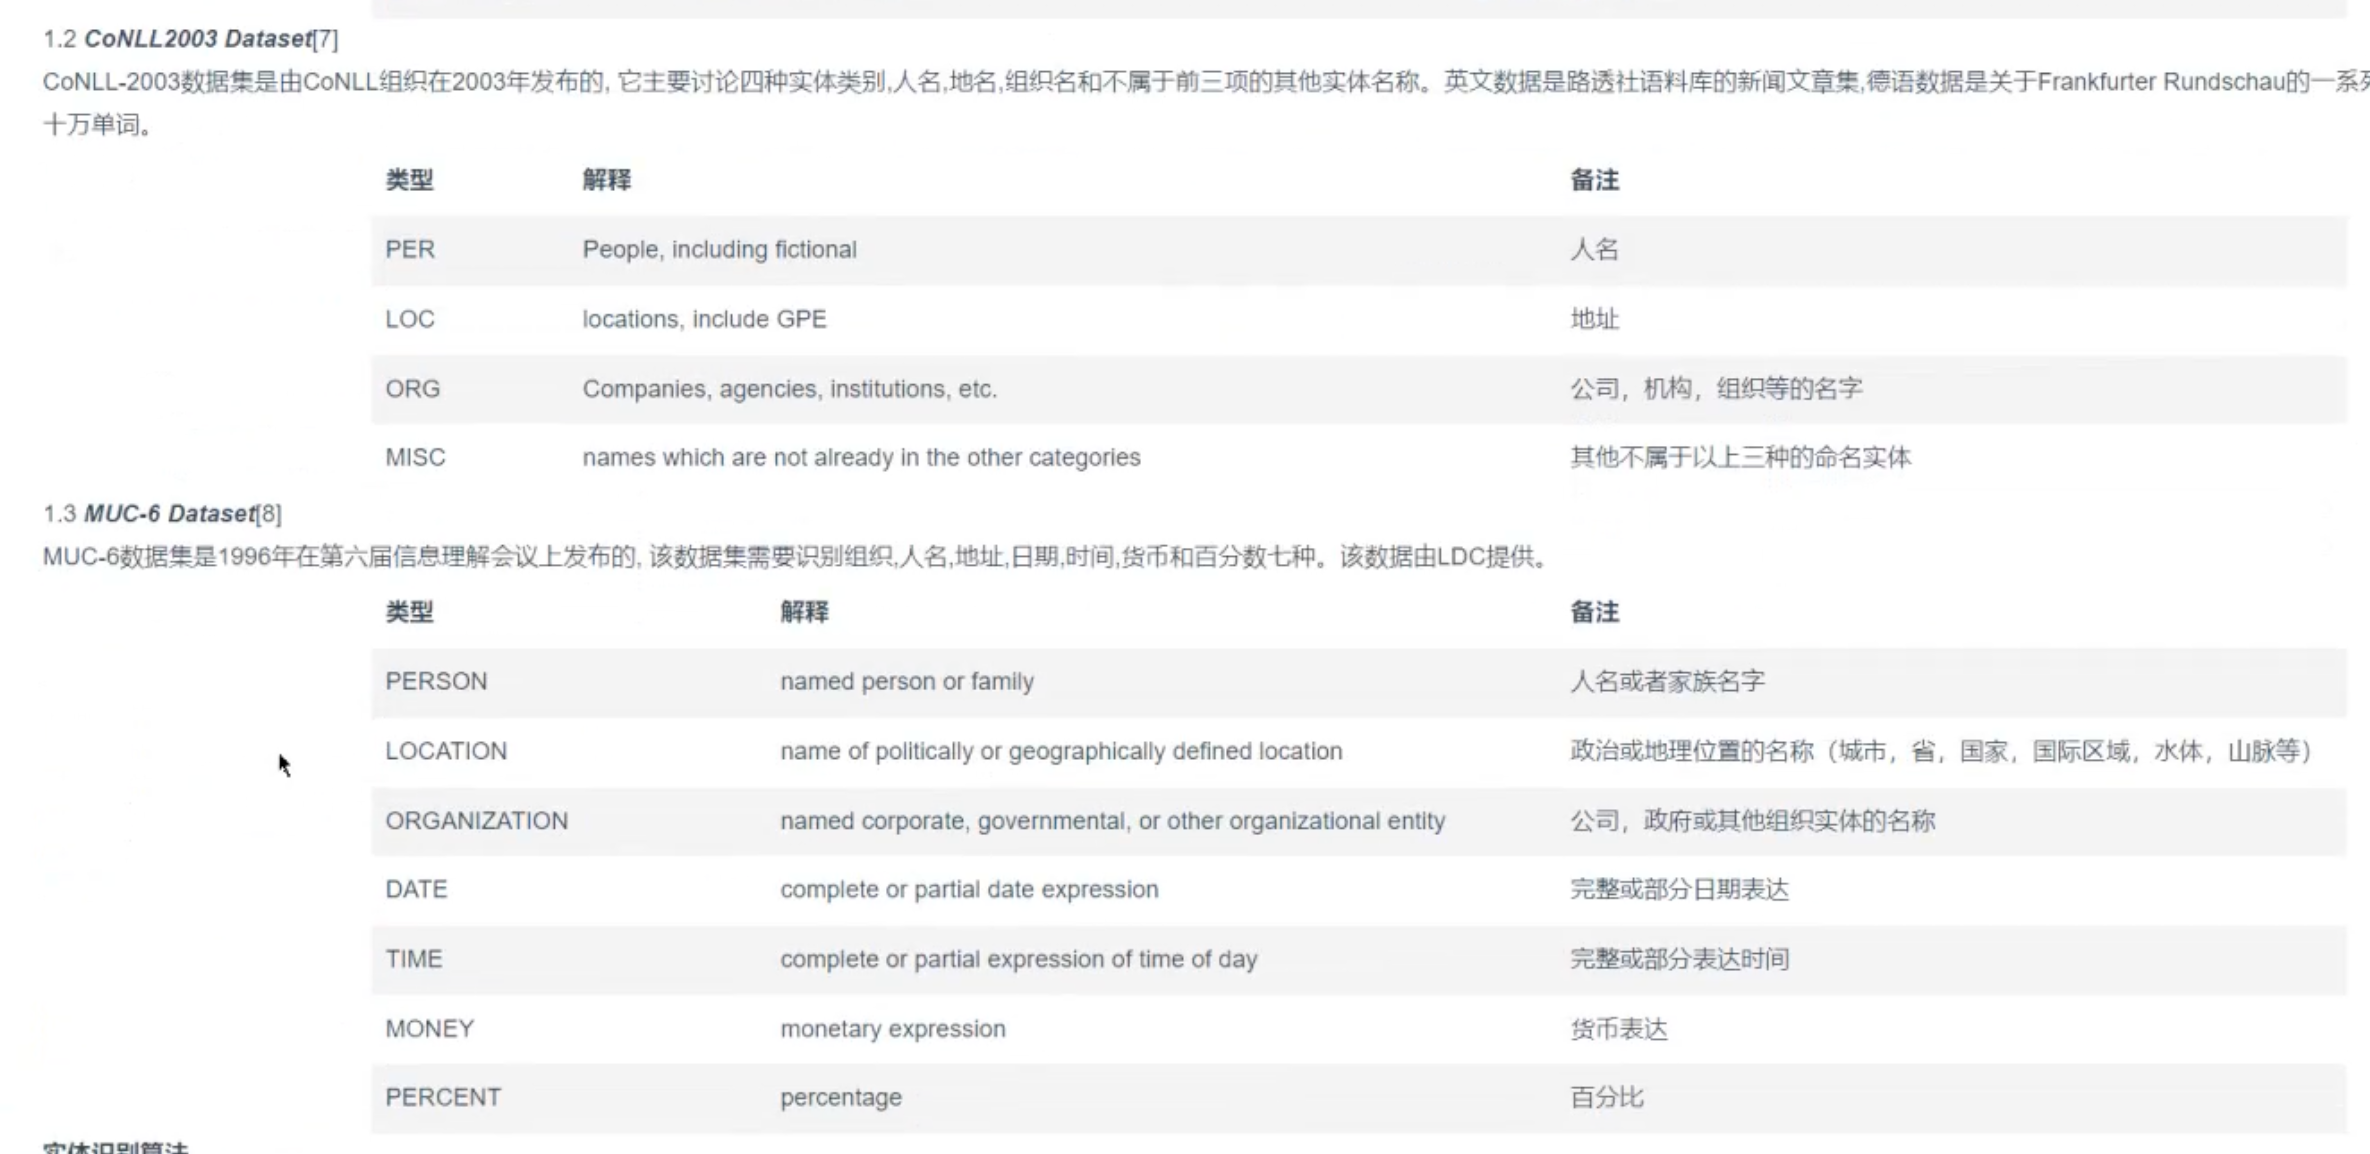 1.2 CoNLL2003 Dataset[7]
CoNLL-2003数据集是由CoNLL组织在2003年发布的, 它主要讨论四种实体类别,人名,地名,组织名和不属于前三项的其他实体名称。英文数据是路透社语料库的新闻文章集,德语数据是关于Frankfurter Rundschau的一系
十万单词。
类型 解释 备注
PER People, including fictional 人名
LOC locations, include GPE 地址
ORG Companies, agencies, institutions, etc. 公司，机构，组织等的名字
MISC names which are not already in the other categories 其他不属于以上三种的命名实体
1.3 MUC-6 Dataset[8]
MUC-6数据集是1996年在第六届信息理解会议上发布的, 该数据集需要识别组织,人名,地址,日期,时间,货币和百分数七种。该数据由LDC提供。
类型 解释 备注
PERSON named person or family 人名或者家族名字
LOCATION name of politically or geographically defined location 政治或地理位置的名称（城市，省，国家，国际区域，水体，山脉等）
ORGANIZATION named corporate, governmental, or other organizational entity 公司，政府或其他组织实体的名称
DATE complete or partial date expression 完整或部分日期表达
TIME complete or partial expression of time of day 完整或部分表达时间
MONEY monetary expression 货币表达
PERCENT percentage 百分比
实体识别算法